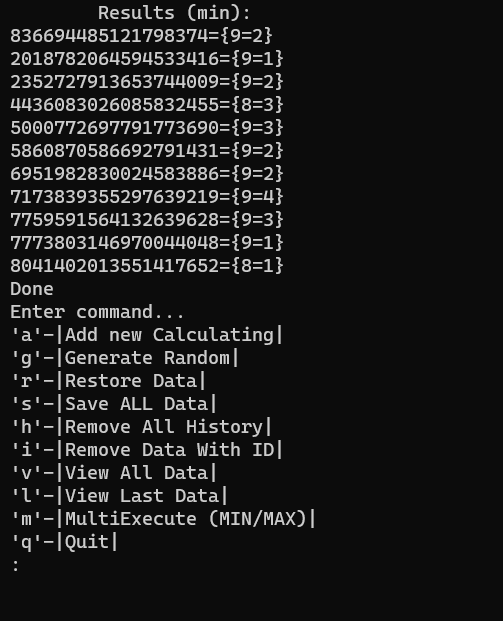 Results (min):
836694485121798374={9=2}
2018782064594533416={9=1}
2352727913653744009={9=2}
4436083026085832455={8=3}
5000772697791773690={9=3}
5860870586692791431={9=2}
6951982830024583886={9=2}
7173839355297639219={9=4}
7759591564132639628={9=3}
7773803146970044048={9=1}
8041402013551417652={8=1}
Done
Enter command...
'a'-|Add new Calculating|
'g'-|Generate Random|
'r'-|Restore Data|
's'-|Save ALL Data|
'h'-|Remove All History|
'i'-|Remove Data With ID|
'v'-|View All Data|
'l'-|View Last Data|
'm'-|MultiExecute (MIN/MAX)|
'q'-|Quit|
: